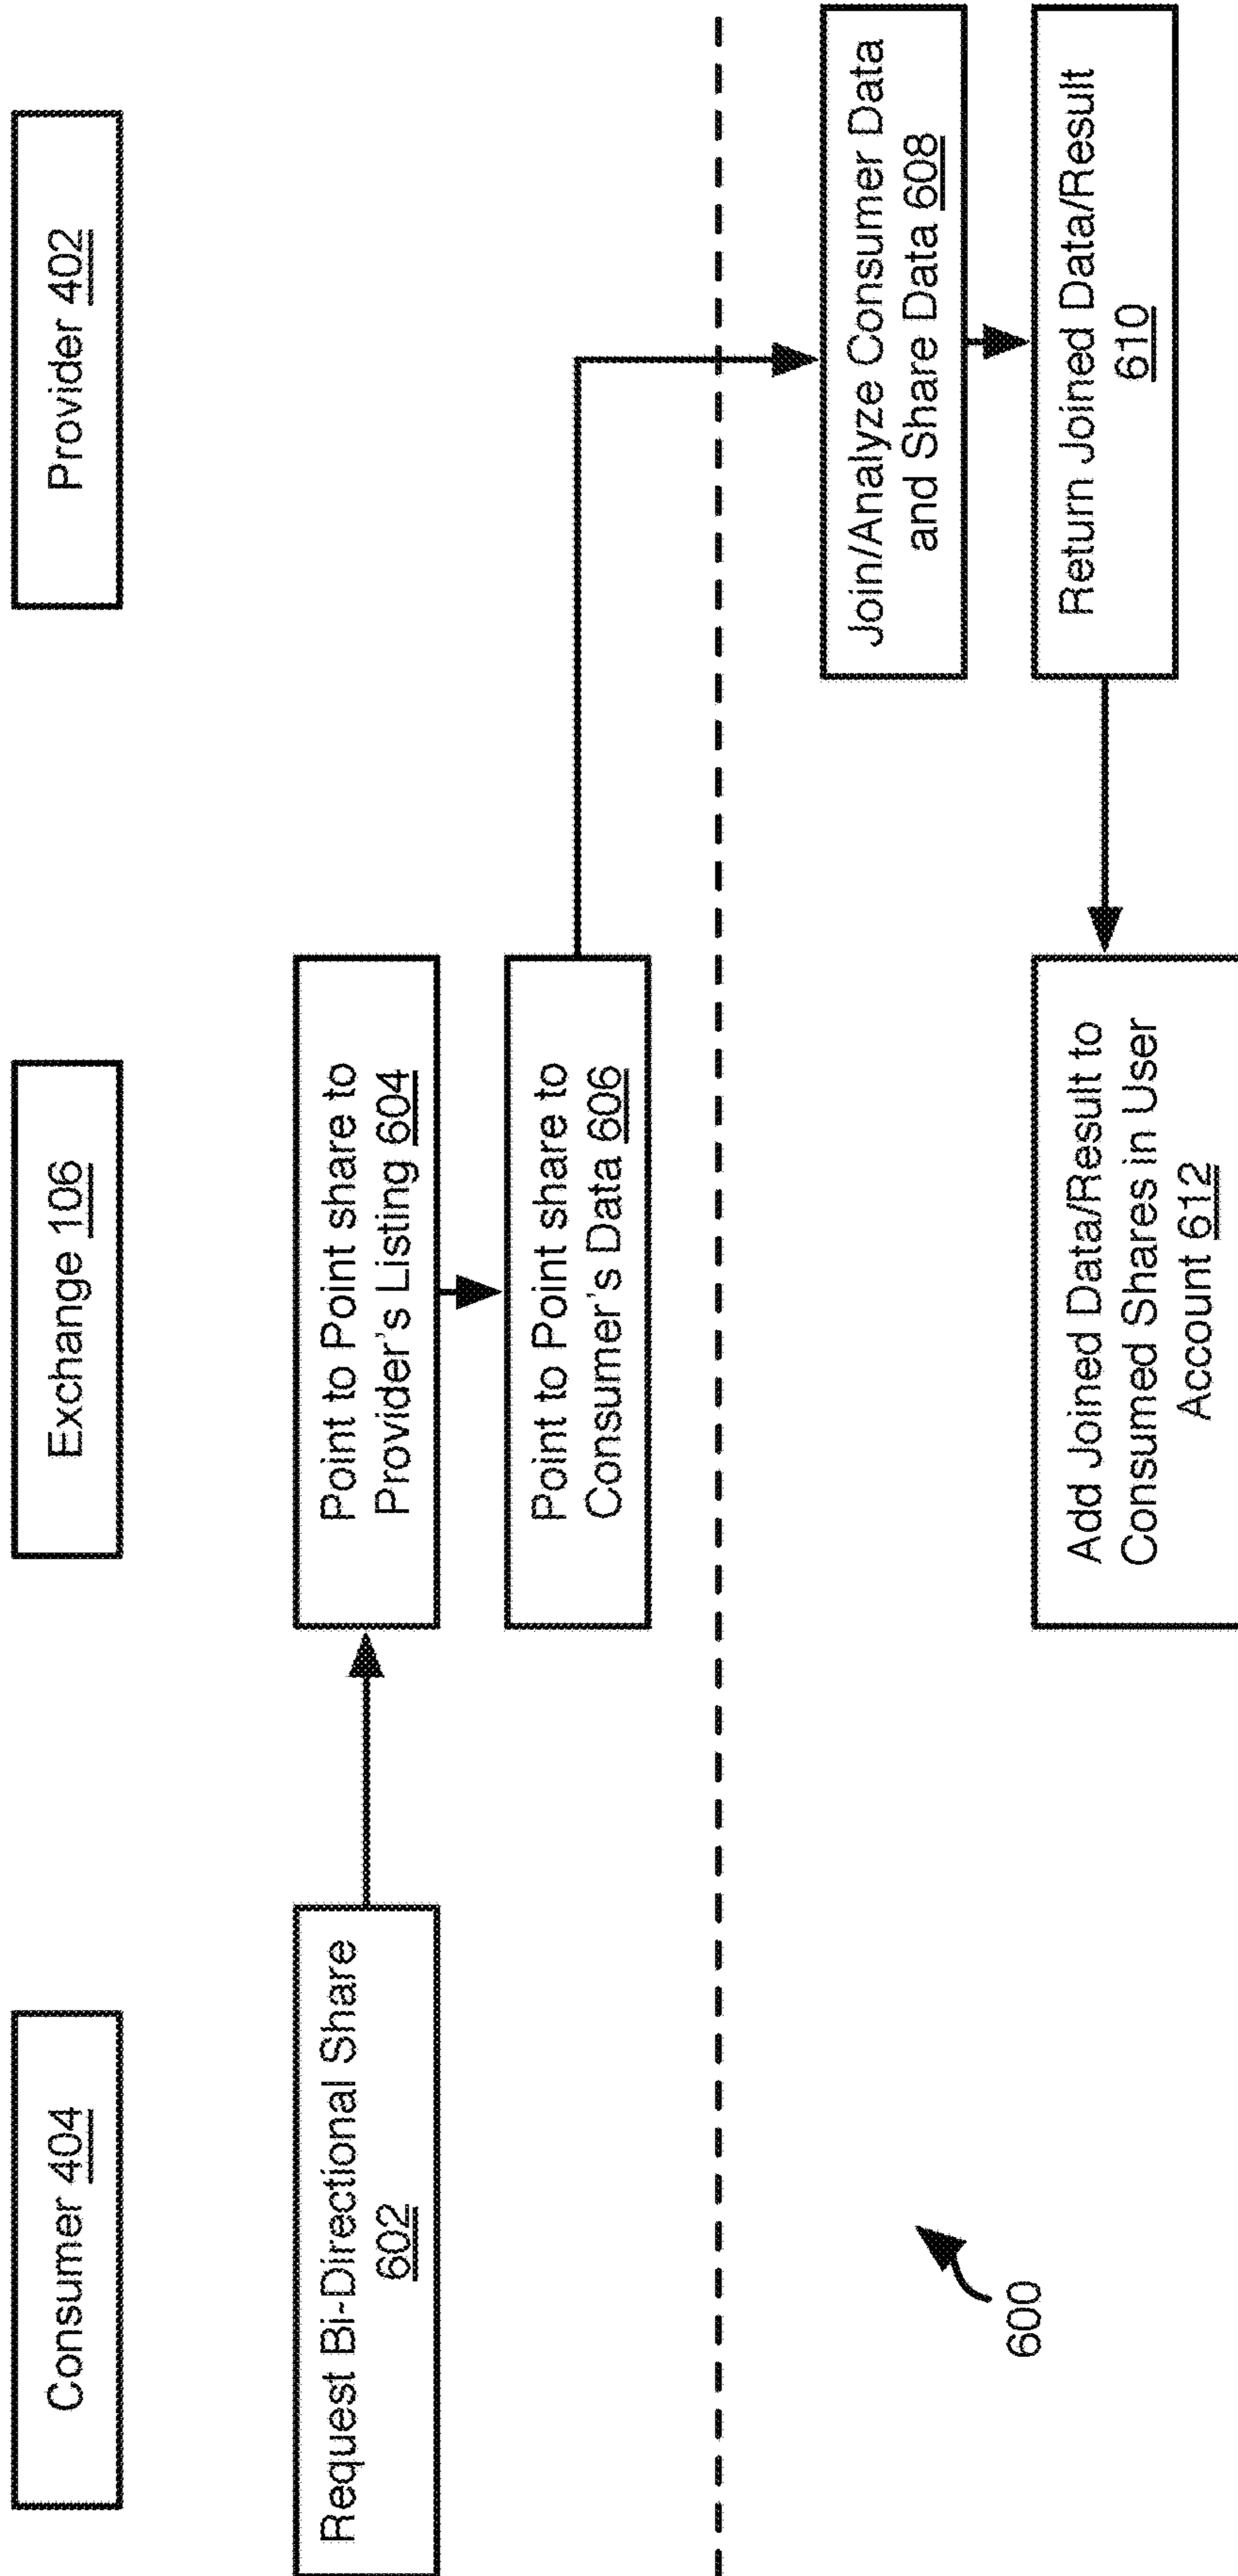 Consumer 404
Exchange 106
Provider 402
Request Bi-Directional Share
602
Point to Point share to
Provider's Listing 604
Point to Point share to
Consumer's Data 606
Join/Analyze Consumer Data
and Share Data 608
Return Joined Data/Result
610
Add Joined Data/Result to
Consumed Shares in User
Account 612
600